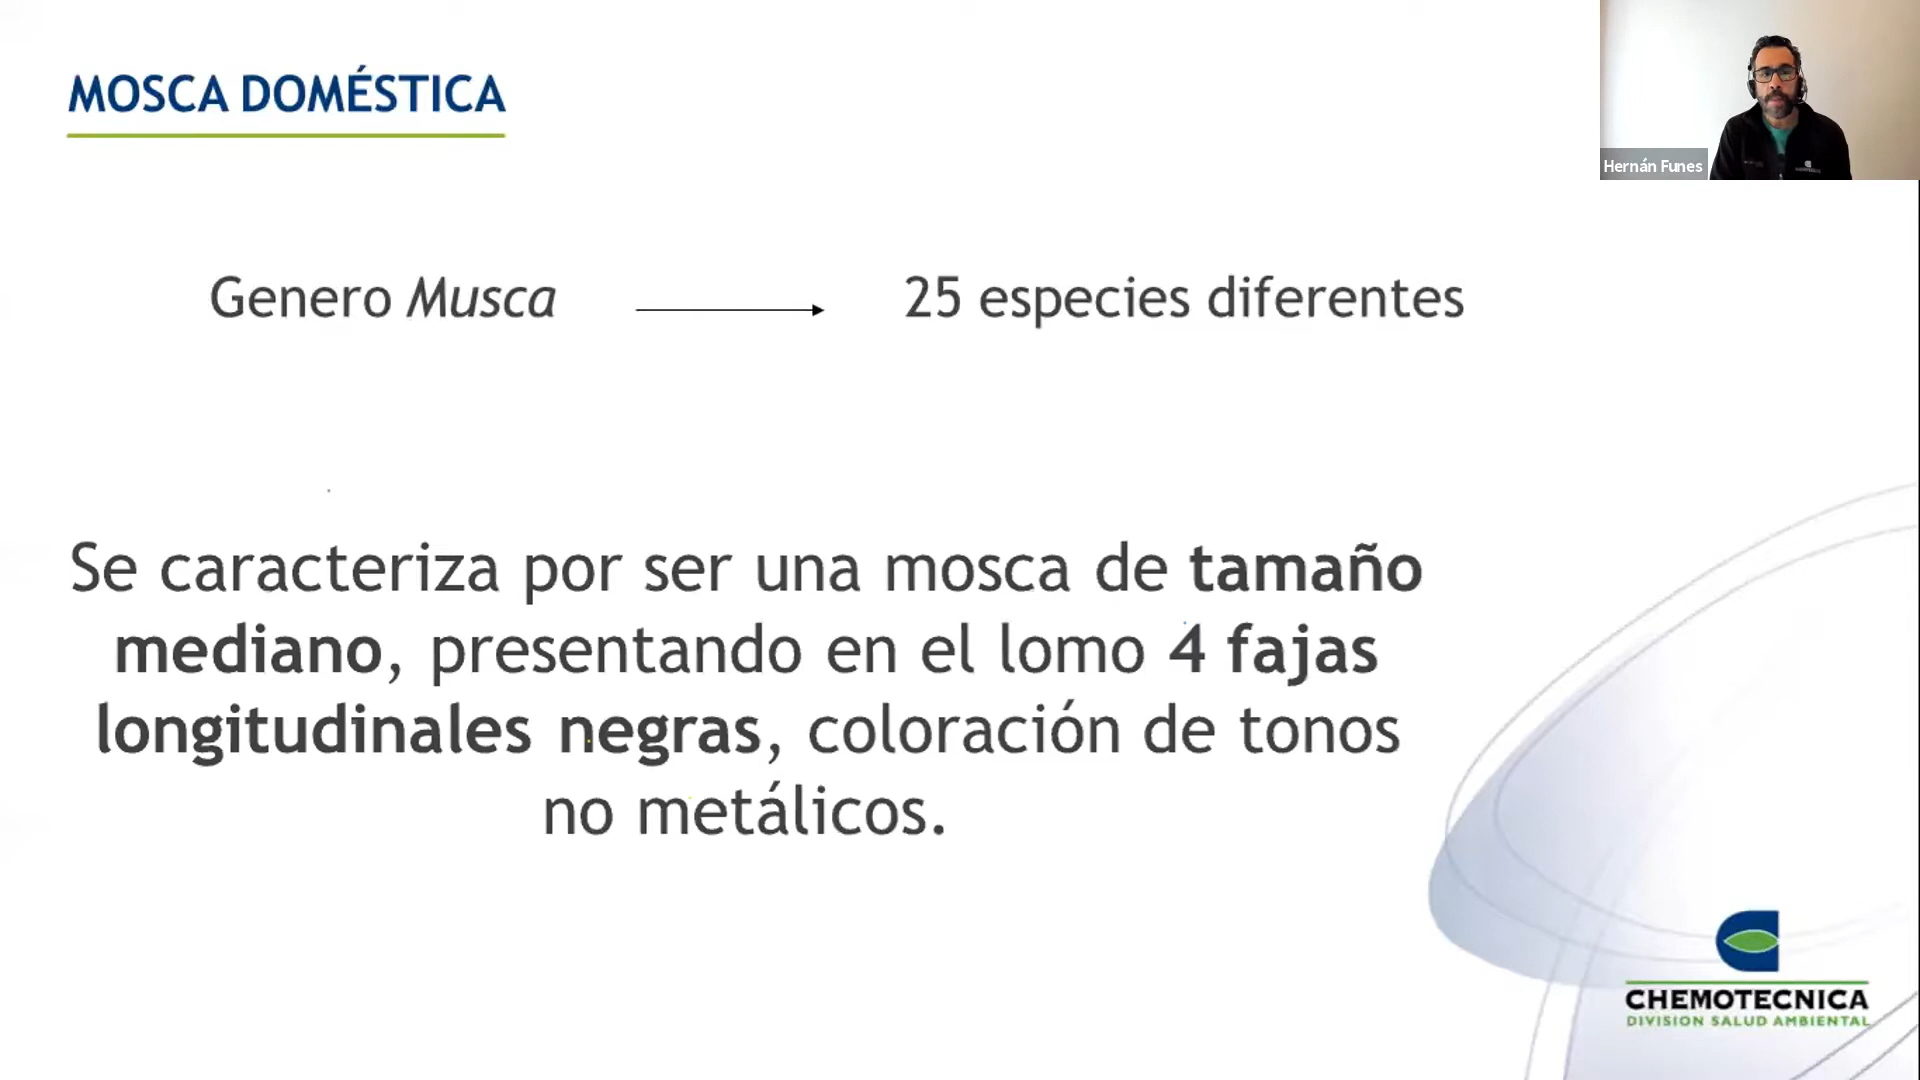 MOSCA DOMÉSTICA
Hernán Funes
Genero Musca
25 especies diferentes
Se caracteriza por ser una mosca de tamaño
mediano, presentando en el lomo 4 fajas
longitudinales negras, coloración de tonos
no metálicos.
CHEMOTECNICA
DIVISION SALUD AMBIENTAL